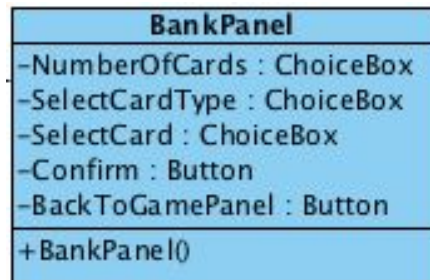 BankPanel
-NumberOfCards : ChoiceBox
-SelectCardType : ChoiceBox
-SelectCard : ChoiceBox
-Confirm : Button
-BackToGamePanel : Button
+BankPanel()